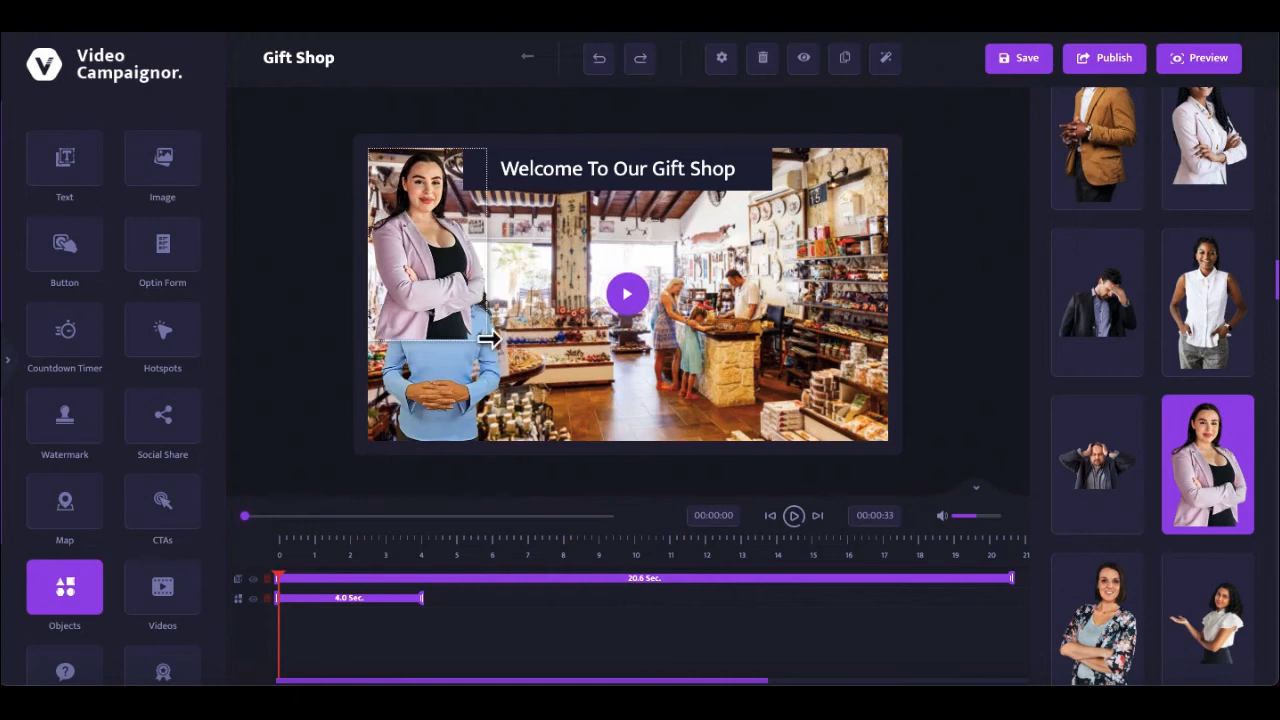 Video
Campaignor.
Gift Shop
Save
Publish
Preview
Text
Image
Button
Optin Form
Countdown Timer
Hotspots
Watermark
Social Share
Map
CTAs
Objects
Videos
Welcome To Our Gift Shop
15
00:00:00
00:00:33
0 1 2 3 4 5 6 7 8 9 10 11 12 13 14 15 16 17 18 19 20 21
20.6 Sec.
4.0 Sec.